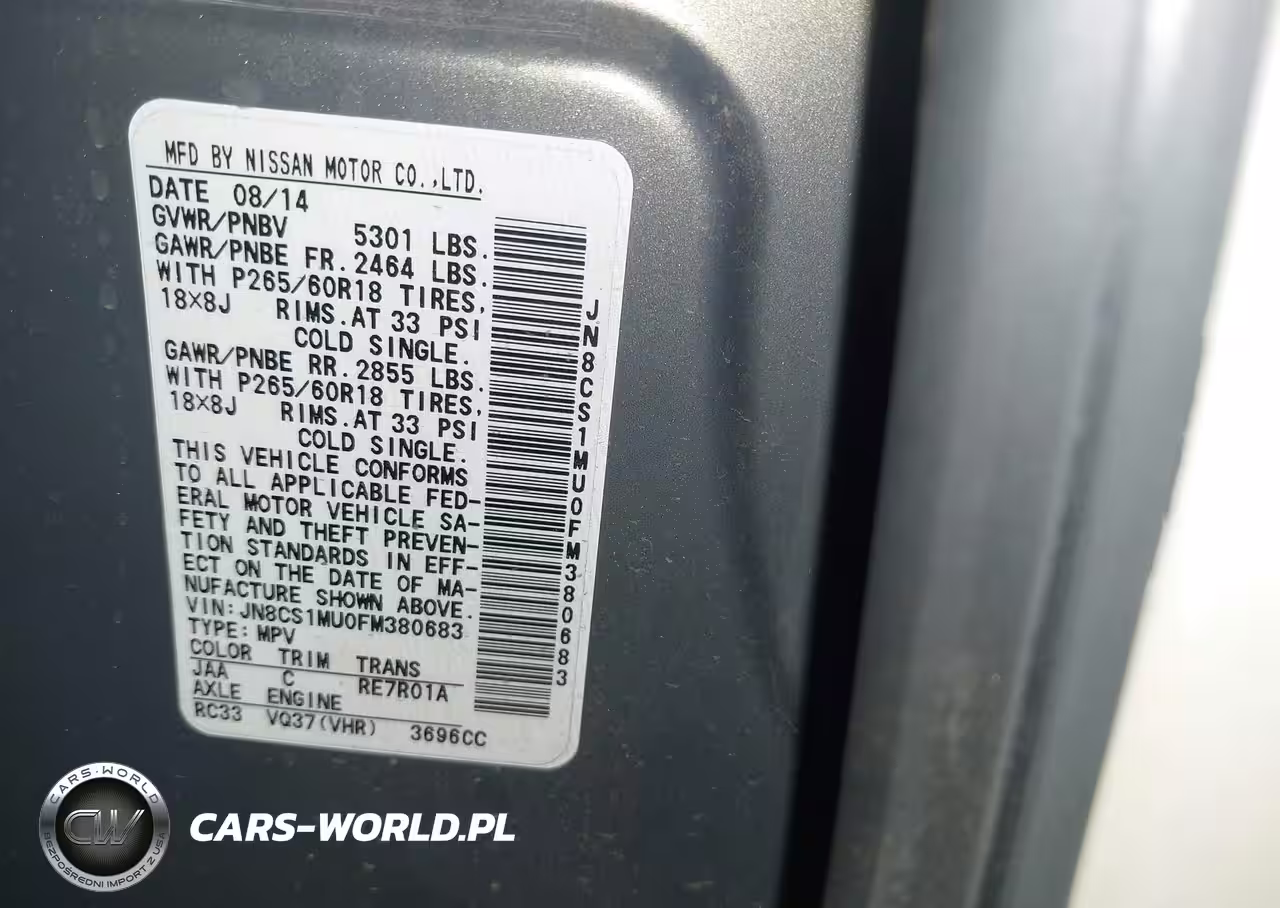 MFD BY NISSAN MOTOR CO.,LTD.
DATE 08/14
GVWR/PNBV 5301 LBS.
GAWR/PNBE FR.2464 LBS.
WITH P265/60R18 TIRES,
18×8J RIMS.AT 33 PSI
COLD SINGLE.
GAWR/PNBE RR.2855 LBS.
WITH P265/60R18 TIRES,
18×8J RIMS.AT 33 PSI
COLD SINGLE.
THIS VEHICLE CONFORMS
TO ALL APPLICABLE FED-
ERAL MOTOR VEHICLE SA-
FETY AND THEFT PREVEN-
TION STANDARDS IN EFF-
ECT ON THE DATE OF MA-
NUFACTURE SHOWN ABOVE.
VIN:JN8CS1MU0FM380683
TYPE:MPV
COLOR TRIM TRANS
JAA C RE7R01A
AXLE ENGINE
RC33 VQ37(VHR) 3696CC
JN8CS1MU0FM380683
CARS-WORLD
CW
BEZPOŚREDNI IMPORT Z USA
CARS-WORLD.PL